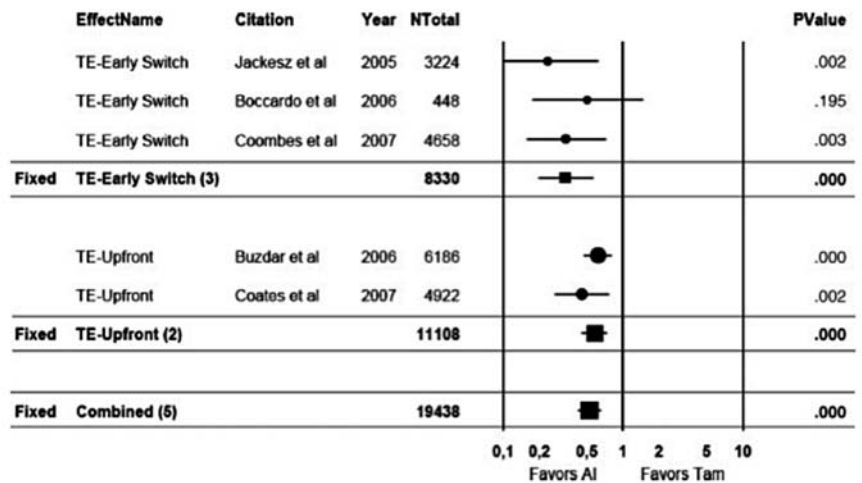 EffectName Citation Year NTotal PValue
TE-Early Switch Jackesz et al 2005 3224 .002
TE-Early Switch Boccardo et al 2006 448 .195
TE-Early Switch Coombes et al 2007 4658 .003
Fixed TE-Early Switch (3) 8330 .000
TE-Upfront Buzdar et al 2006 6186 .000
TE-Upfront Coates et al 2007 4922 .002
Fixed TE-Upfront (2) 11108 .000
Fixed Combined (5) 19438 .000
0,1 0,2 0,5 1 2 5 10
Favors AI Favors Tam